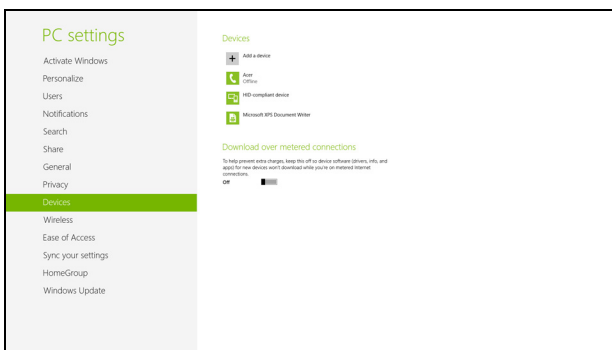 PC settings
Activate Windows
Personalize
Users
Notifications
Search
Share
General
Privacy
Devices
Wireless
Ease of Access
Sync your settings
HomeGroup
Windows Update
Devices
Add a device
Acer
Offline
HID-compliant device
Microsoft XPS Document Writer
Download over metered connections
To help prevent extra charges, keep this off so device software (drivers, info, and
apps) for new devices won't download while you're on metered Internet
connections.
Off